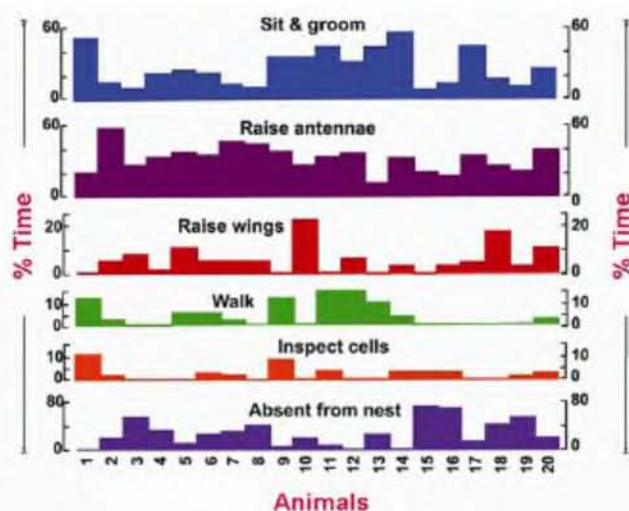 60
Sit & groom
60
0
0
60
Raise antennae
60
0
0
20
Raise wings
20
0
0
10
Walk
10
0
0
10
Inspect cells
10
0
0
80
Absent from nest
80
0
0
% Time
% Time
1 2 3 4 5 6 7 8 9 10 11 12 13 14 15 16 17 18 19 20
Animals